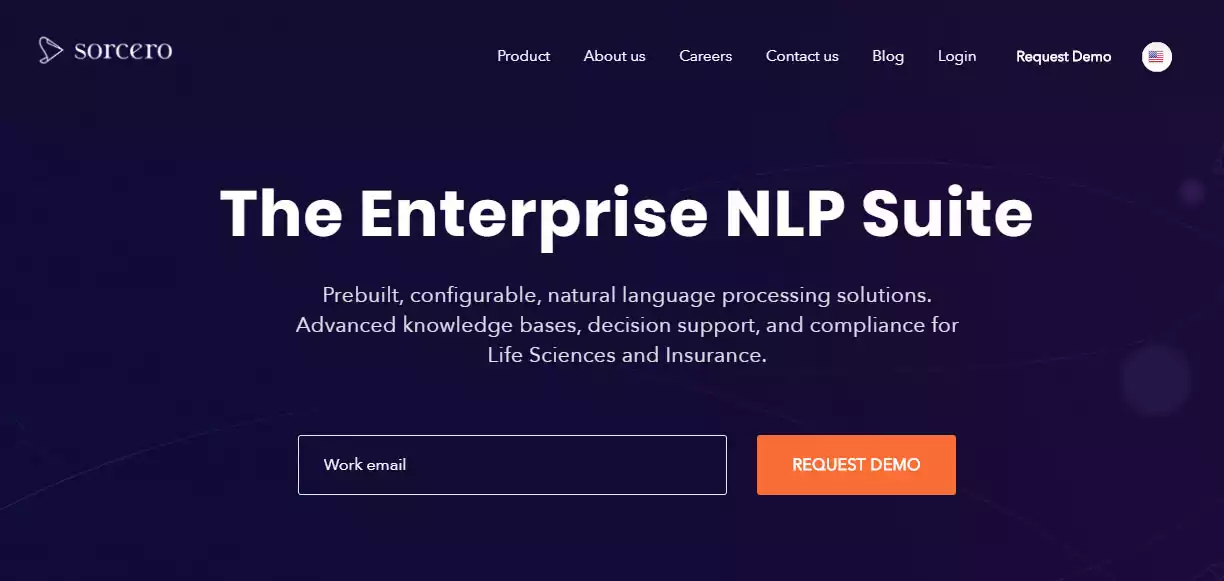 sorcero
Product About us Careers Contact us Blog Login Request Demo
The Enterprise NLP Suite
Prebuilt, configurable, natural language processing solutions.
Advanced knowledge bases, decision support, and compliance for
Life Sciences and Insurance.
Work email
REQUEST DEMO